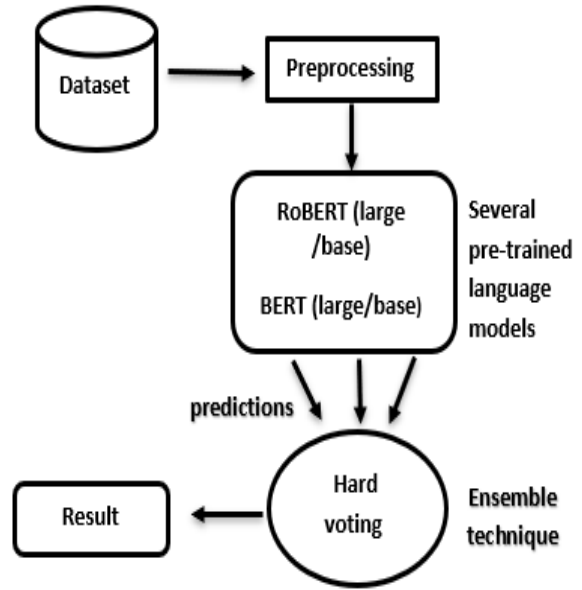 Dataset
Preprocessing
RoBERT (large
/base)
BERT (large/base)
Several
pre-trained
language
models
predictions
Hard
voting
Ensemble
technique
Result